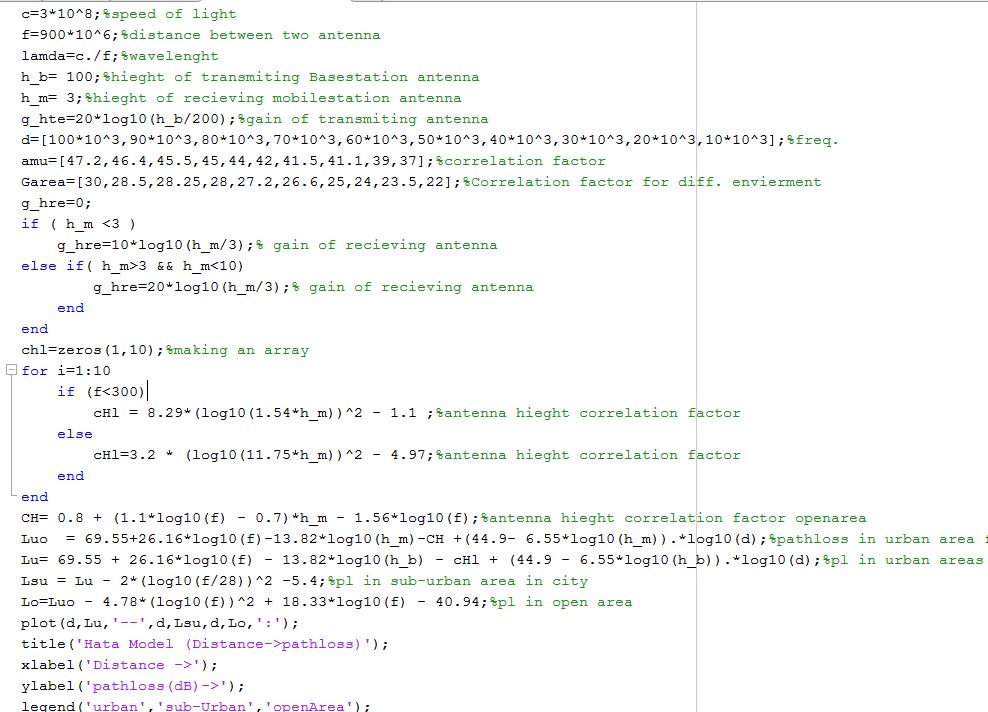 c=3*10^8;%speed of light
f=900*10^6;%distance between two antenna
lamda=c./f;%wavelenght
h_b= 100;%hieght of transmiting Basestation antenna
h_m= 3;%hieght of recieving mobilestation antenna
g_hte=20*log10(h_b/200);%gain of transmiting antenna
d=[100*10^3,90*10^3,80*10^3,70*10^3,60*10^3,50*10^3,40*10^3,30*10^3,20*10^3,10*10^3];%freq.
amu=[47.2,46.4,45.5,45,44,42,41.5,41.1,39,37];%correlation factor
Garea=[30,28.5,28.25,28,27.2,26.6,25,24,23.5,22];%Correlation factor for diff. envierment
g_hre=0;
if ( h_m <3 )
    g_hre=10*log10(h_m/3);% gain of recieving antenna
else if( h_m>3 && h_m<10)
        g_hre=20*log10(h_m/3);% gain of recieving antenna
    end
end
chl=zeros(1,10);%making an array
for i=1:10
    if (f<300)
        cHl = 8.29*(log10(1.54*h_m))^2 - 1.1 ;%antenna hieght correlation factor
    else
        cHl=3.2 * (log10(11.75*h_m))^2 - 4.97;%antenna hieght correlation factor
    end
end
CH= 0.8 + (1.1*log10(f) - 0.7)*h_m - 1.56*log10(f);%antenna hieght correlation factor openarea
Luo  = 69.55+26.16*log10(f)-13.82*log10(h_m)-CH +(44.9- 6.55*log10(h_m)).*log10(d);%pathloss in urban area
Lu= 69.55 + 26.16*log10(f) - 13.82*log10(h_b) - cHl + (44.9 - 6.55*log10(h_b)).*log10(d);%pl in urban areas
Lsu = Lu - 2*(log10(f/28))^2 -5.4;%pl in sub-urban area in city
Lo=Luo - 4.78*(log10(f))^2 + 18.33*log10(f) - 40.94;%pl in open area
plot(d,Lu,'--',d,Lsu,d,Lo,':');
title('Hata Model (Distance->pathloss)');
xlabel('Distance ->');
ylabel('pathloss(dB)->');
legend('urban','sub-Urban','openArea');